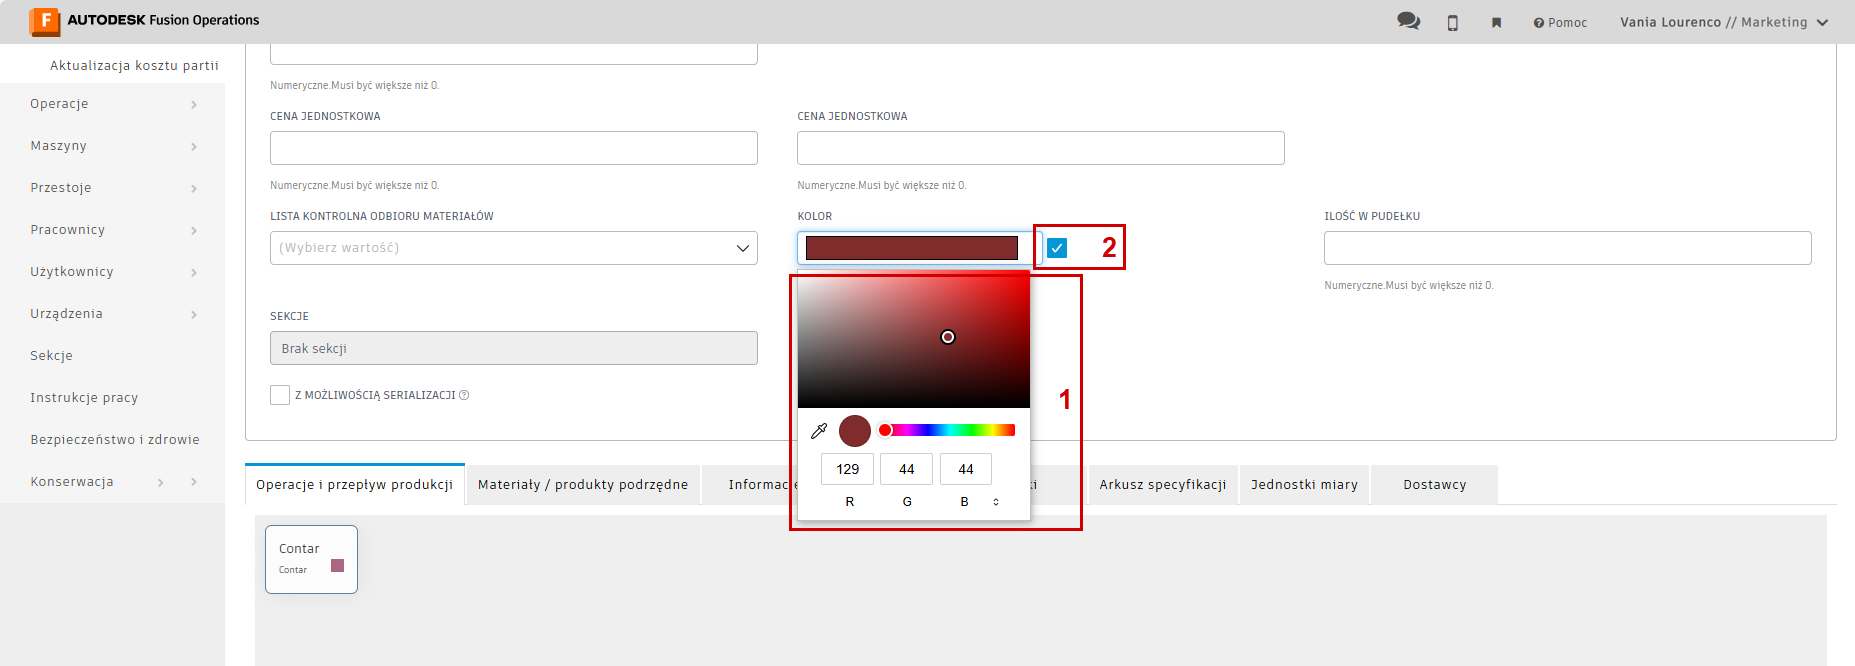 AUTODESK Fusion Operations
Pomoc
Vania Lourenco // Marketing
Aktualizacja kosztu partii
Operacje
Maszyny
Przestoje
Pracownicy
Użytkownicy
Urządzenia
Sekcje
Instrukcje pracy
Bezpieczeństwo i zdrowie
Konserwacja
Numeryczne.Musi być większe niż 0.
CENA JEDNOSTKOWA
CENA JEDNOSTKOWA
Numeryczne.Musi być większe niż 0.
Numeryczne.Musi być większe niż 0.
LISTA KONTROLNA ODBIORU MATERIAŁÓW
KOLOR
ILOŚĆ W PUDEŁKU
(Wybierz wartość)
2
Numeryczne.Musi być większe niż 0.
SEKCJE
Brak sekcji
Z MOŻLIWOŚCIĄ SERIALIZACJI
1
129 44 44
R G B
Operacje i przepływ produkcji
Materiały / produkty podrzędne
Informacje
Arkusz specyfikacji
Jednostki miary
Dostawcy
Contar
Contar